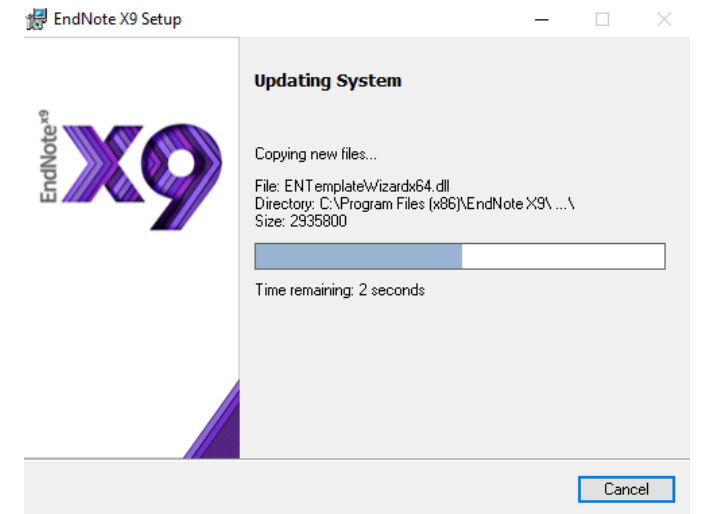 EndNote X9 Setup
EndNote x9
X9
Updating System
Copying new files...
File: ENTemplateWizardx64.dll
Directory: C:\Program Files (x86)\EndNote X9\ ...\
Size: 2935800
Time remaining: 2 seconds
Cancel